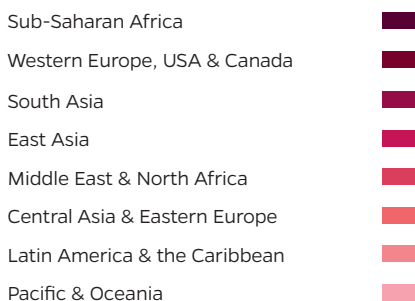 Sub-Saharan Africa
Western Europe, USA & Canada
South Asia
East Asia
Middle East & North Africa
Central Asia & Eastern Europe
Latin America & the Caribbean
Pacific & Oceania